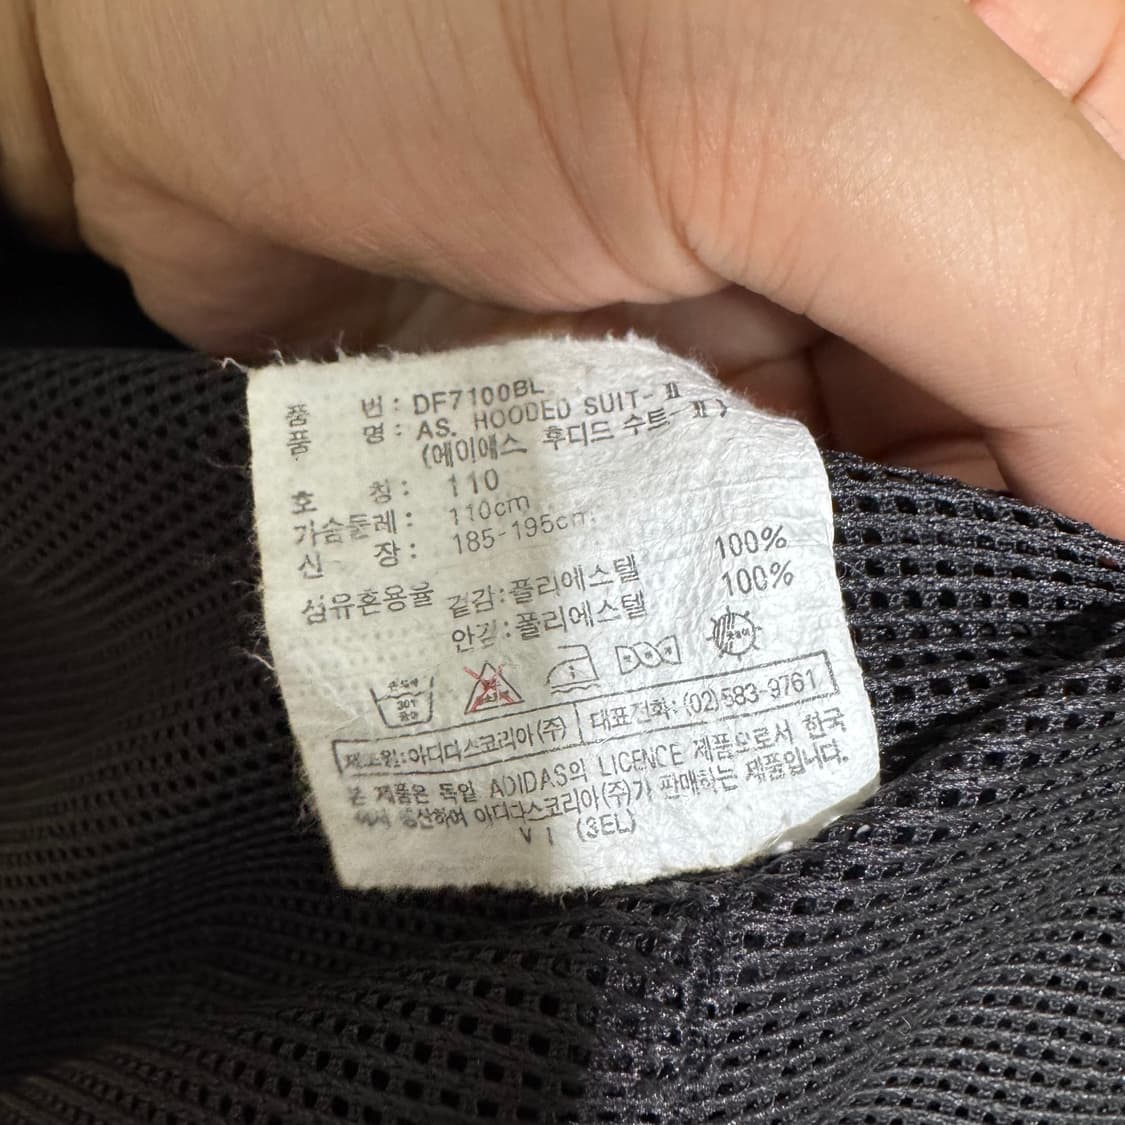 품 번 : DF7100BL
품 명 : AS. HOODED SUIT-Ⅱ
(에이애스 후디드 수트-Ⅱ)
호 칭 : 110
가슴둘레 : 110cm
신 장 : 185-195cm
섬유혼용율 겉감:폴리에스텔 100%
안감:폴리에스텔 100%
제조원:아디다스코리아(주) 대표전화:(02)583-9761
본 제품은 독일 ADIDAS의 LICENCE 제품으로서 한국
에서 생산하여 아디다스코리아(주)가 판매하는 제품입니다.
V I (3EL)